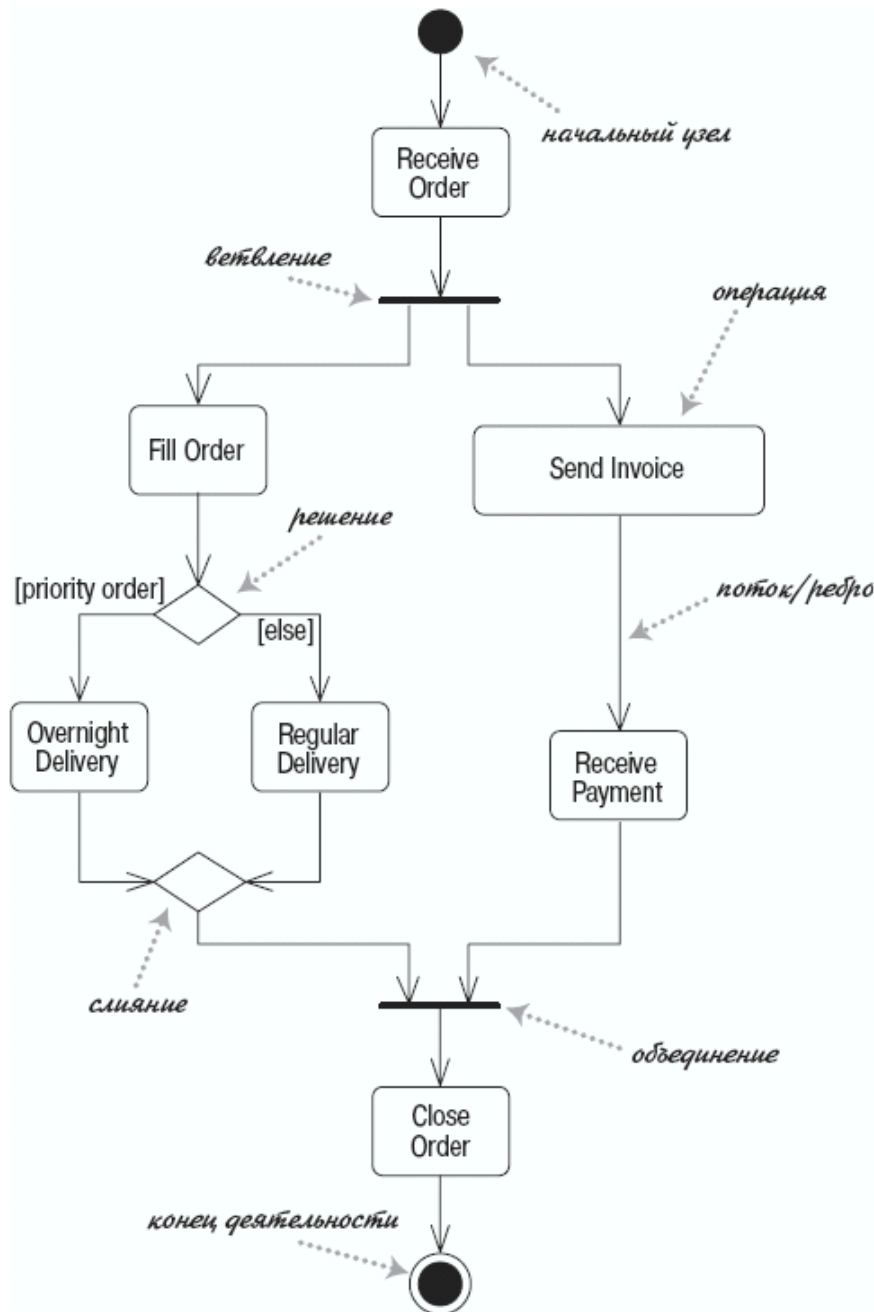 начальный узел
Receive
Order
ветвление
операция
Fill Order
Send Invoice
решение
[priority order]
[else]
поток/ребро
Overnight
Delivery
Regular
Delivery
Receive
Payment
слияние
объединение
Close
Order
конец деятельности